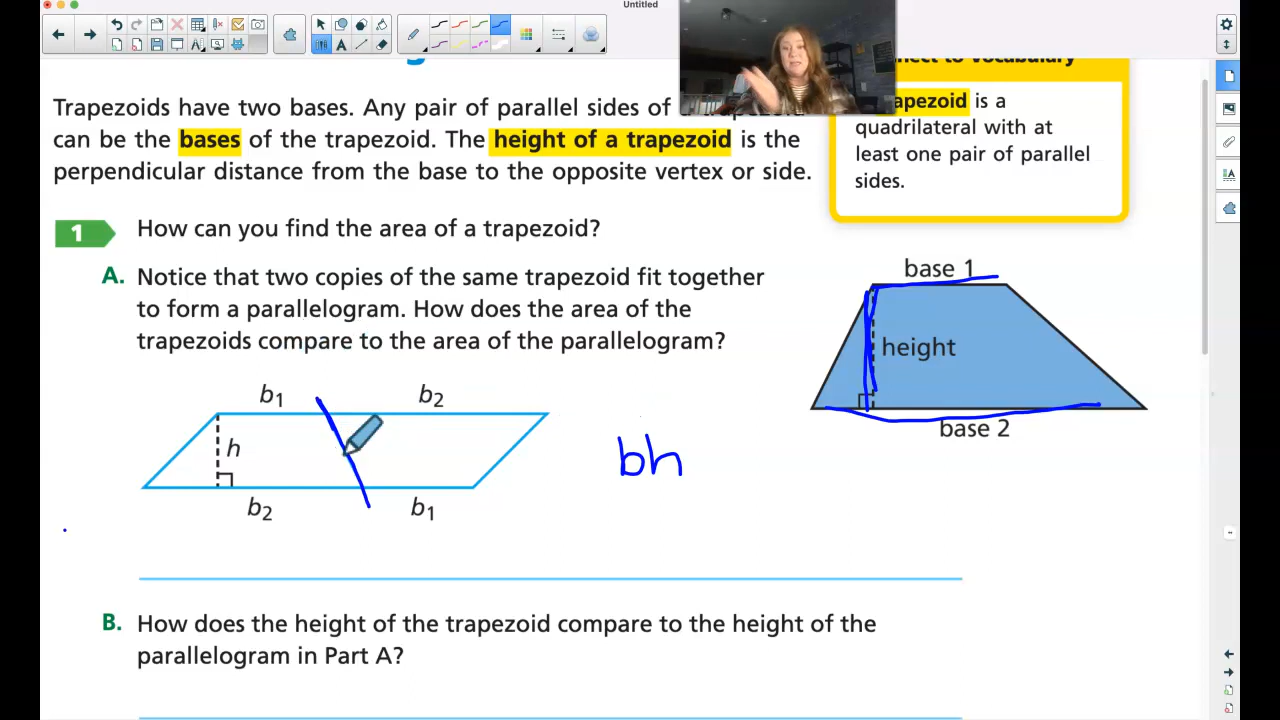 Untitled
Trapezoids have two bases. Any pair of parallel sides of
can be the bases of the trapezoid. The height of a trapezoid is the
perpendicular distance from the base to the opposite vertex or side.
apezoid is a
quadrilateral with at
least one pair of parallel
sides.
1 How can you find the area of a trapezoid?
A. Notice that two copies of the same trapezoid fit together
to form a parallelogram. How does the area of the
trapezoids compare to the area of the parallelogram?
b1 b2
h
b2 b1
bh
base 1
height
base 2
B. How does the height of the trapezoid compare to the height of the
parallelogram in Part A?